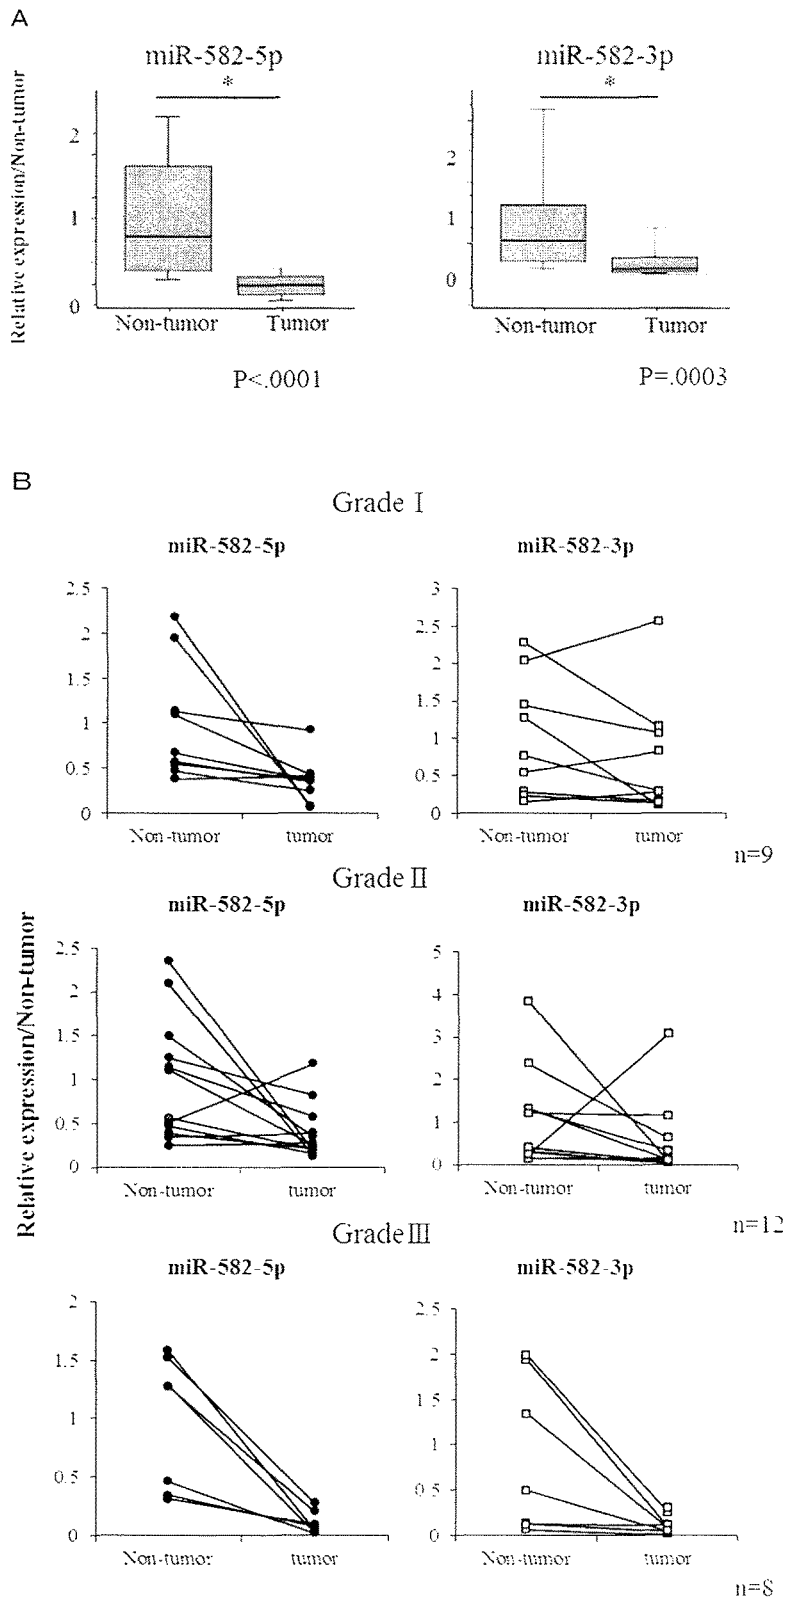 A
miR-582-5p
miR-582-3p
*
*
Relative expression/Non-tumor
2
1
0
2
1
0
Non-tumor
Tumor
Non-tumor
Tumor
P<.0001
P=.0003
B
Grade Ⅰ
miR-582-5p
miR-582-3p
2.5
2
1.5
1
0.5
0
3
2.5
2
1.5
1
0.5
0
Non-tumor
tumor
Non-tumor
tumor
n=9
Grade Ⅱ
miR-582-5p
miR-582-3p
Relative expression/Non-tumor
2.5
2
1.5
1
0.5
0
5
4
3
2
1
0
Non-tumor
tumor
Non-tumor
tumor
n=12
Grade Ⅲ
miR-582-5p
miR-582-3p
2
1.5
1
0.5
0
2.5
2
1.5
1
0.5
0
Non-tumor
tumor
Non-tumor
tumor
n=8